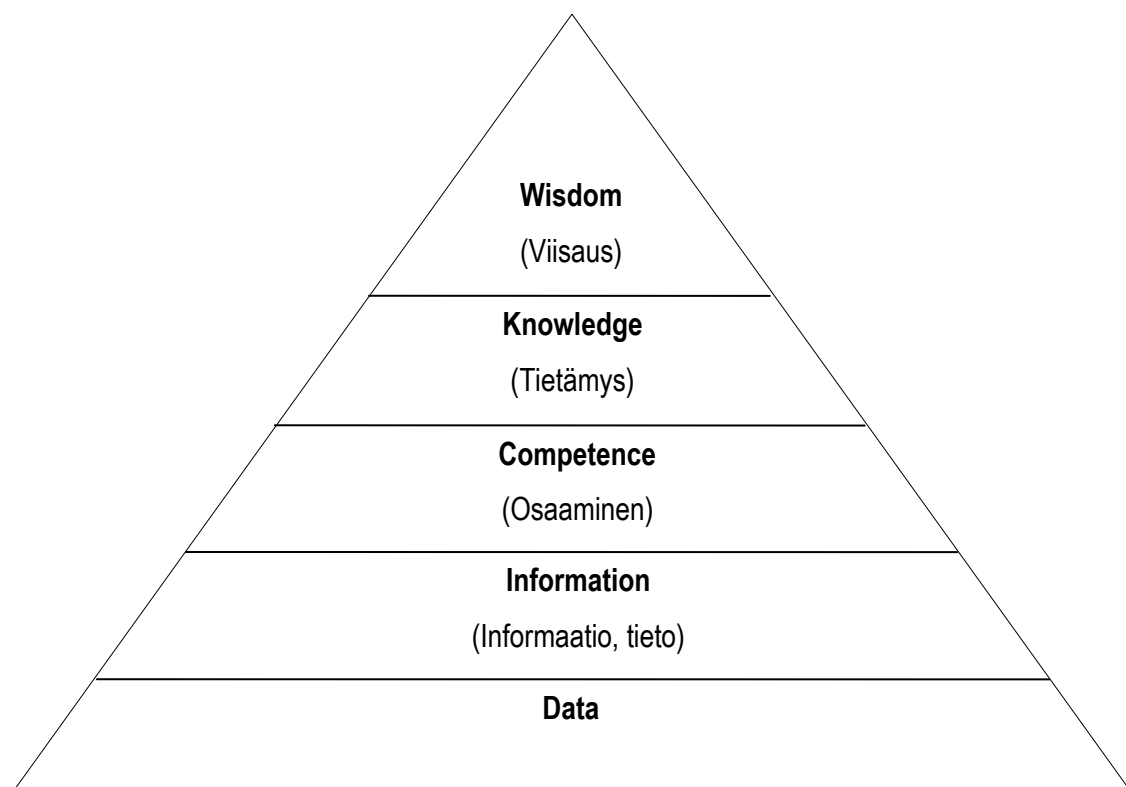 Wisdom
(Viisaus)
Knowledge
(Tietämys)
Competence
(Osaaminen)
Information
(Informaatio, tieto)
Data